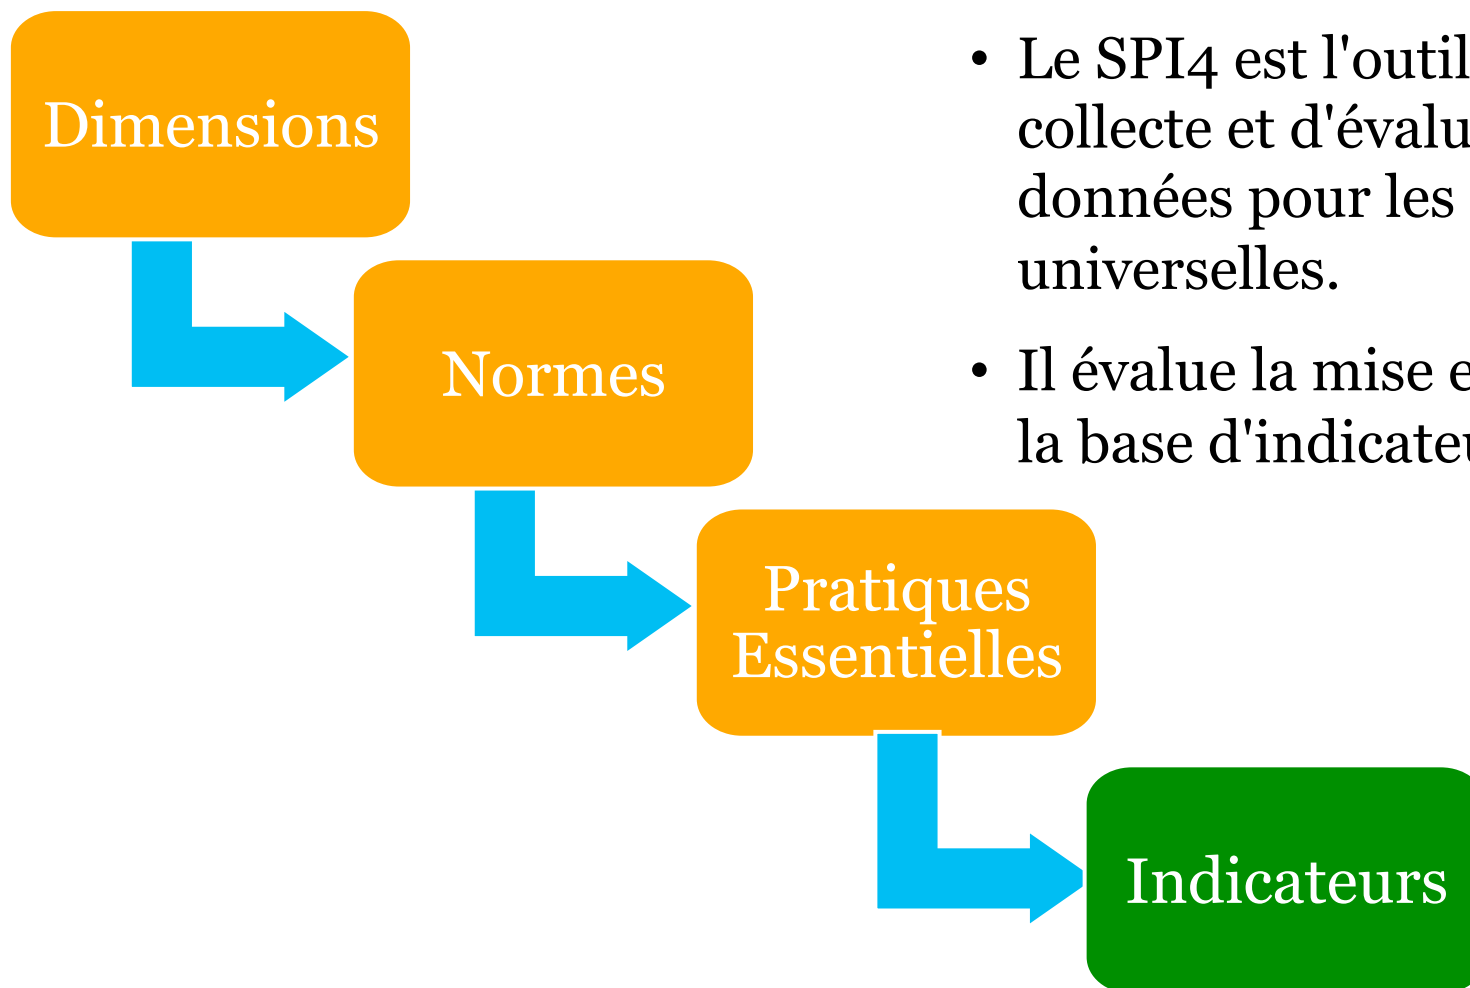 Dimensions
Normes
Pratiques
Essentielles
Indicateurs
• Le SPI4 est l'outil
collecte et d'évalu
données pour les
universelles.
• Il évalue la mise e
la base d'indicateu